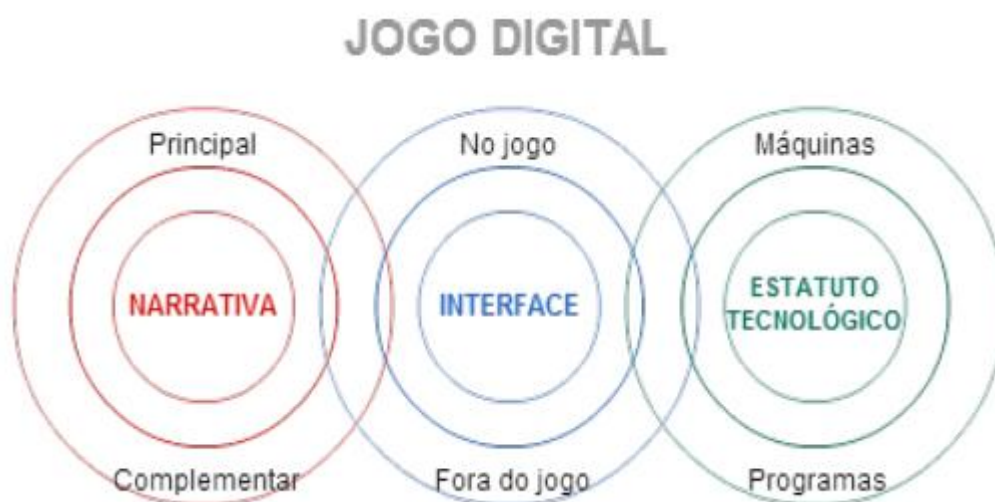 JOGO DIGITAL
Principal
No jogo
Máquinas
NARRATIVA
INTERFACE
ESTATUTO
TECNOLÓGICO
Complementar
Fora do jogo
Programas